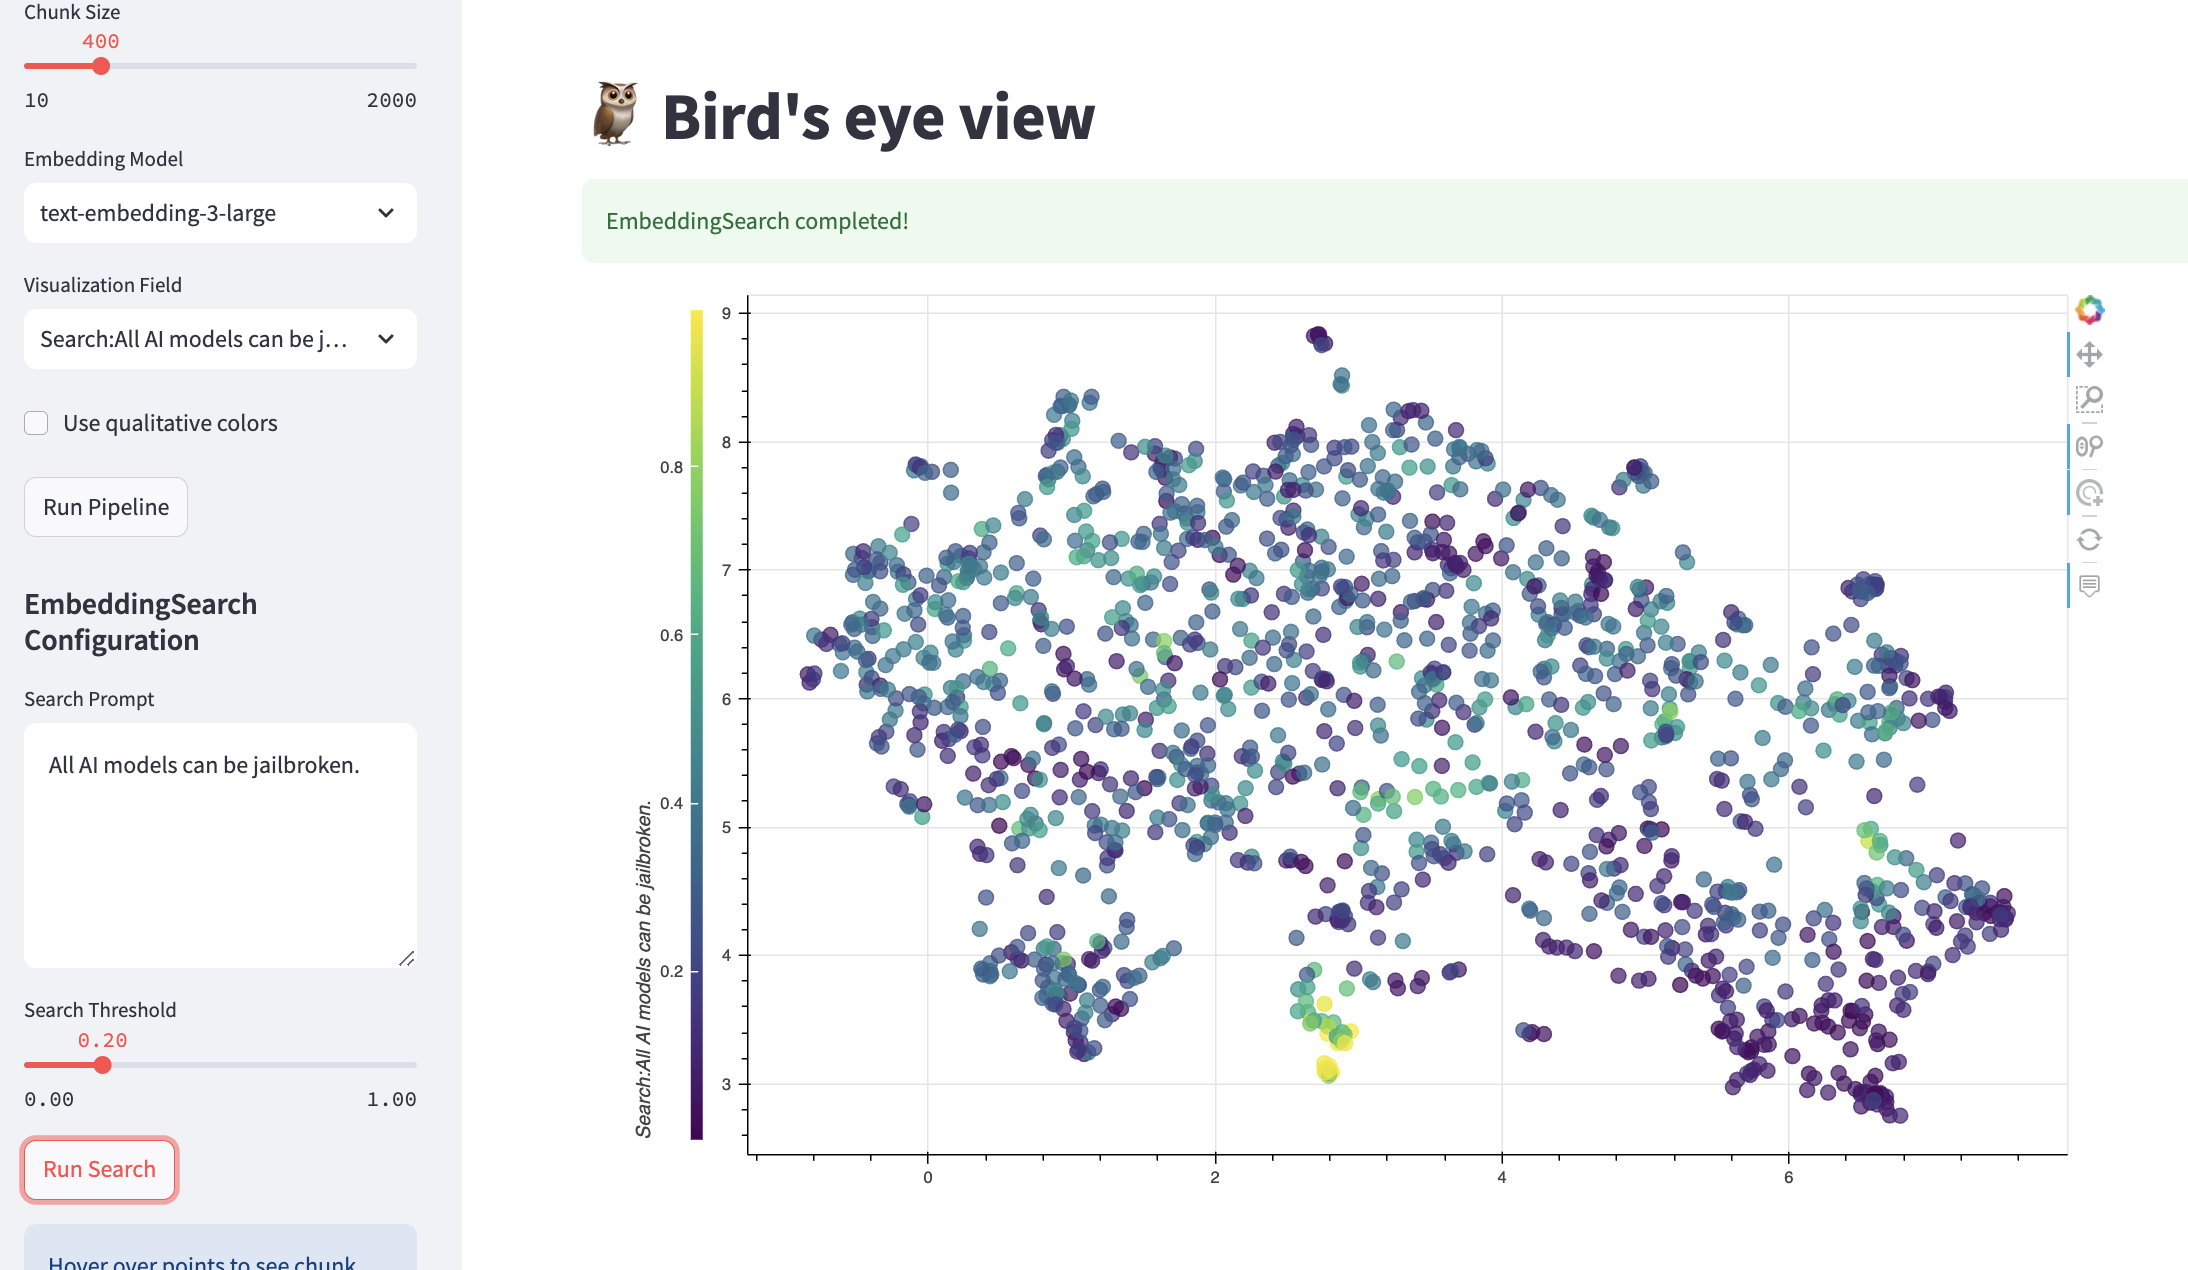 Chunk Size
400
10 2000
Embedding Model
text-embedding-3-large
Visualization Field
Search:All AI models can be j...
Use qualitative colors
Run Pipeline
EmbeddingSearch
Configuration
Search Prompt
All AI models can be jailbroken.
Search Threshold
0.20
0.00 1.00
Run Search
Hover over points to see chunk
Bird's eye view
EmbeddingSearch completed!
Search:All AI models can be jailbroken.
0.8
0.6
0.4
0.2
9
8
7
6
5
4
3
0 2 4 6